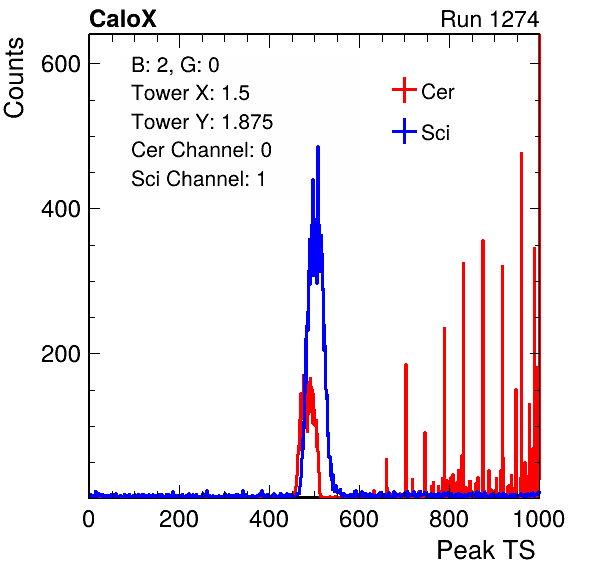 CaloX
Run 1274
Counts
B: 2, G: 0
Tower X: 1.5
Tower Y: 1.875
Cer Channel: 0
Sci Channel: 1
Cer
Sci
600
400
200
0 200 400 600 800 1000
Peak TS